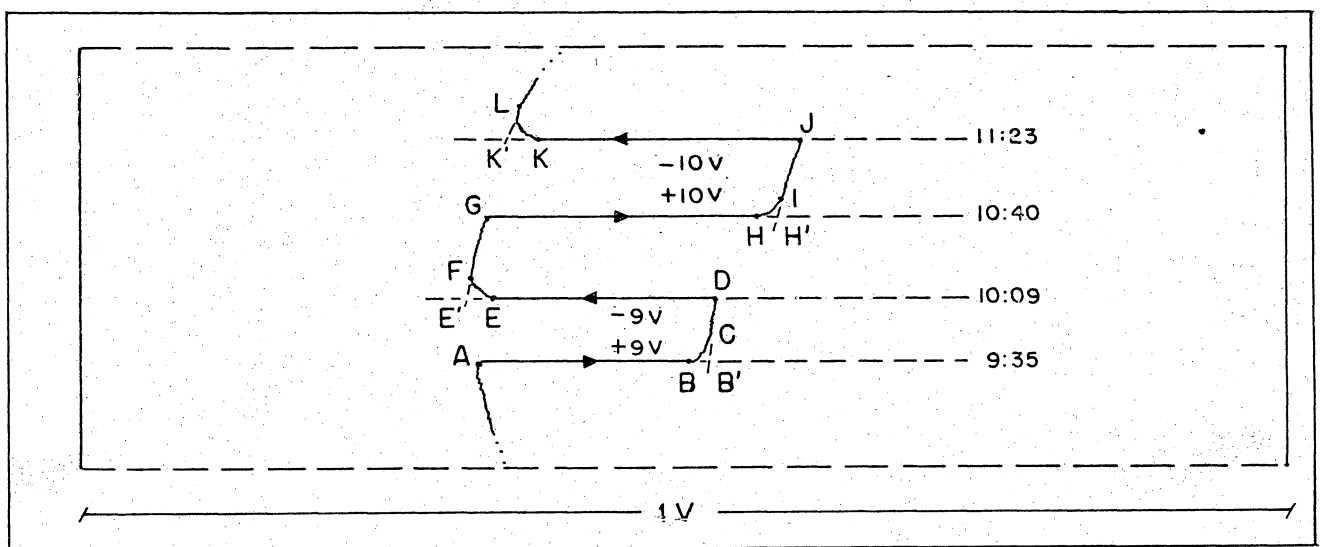 L
J
K' K 11:23
-10V
G +10V I 10:40
H H'
F D
E' E 10:09
-9V C
A +9V 9:35
B B'
1V